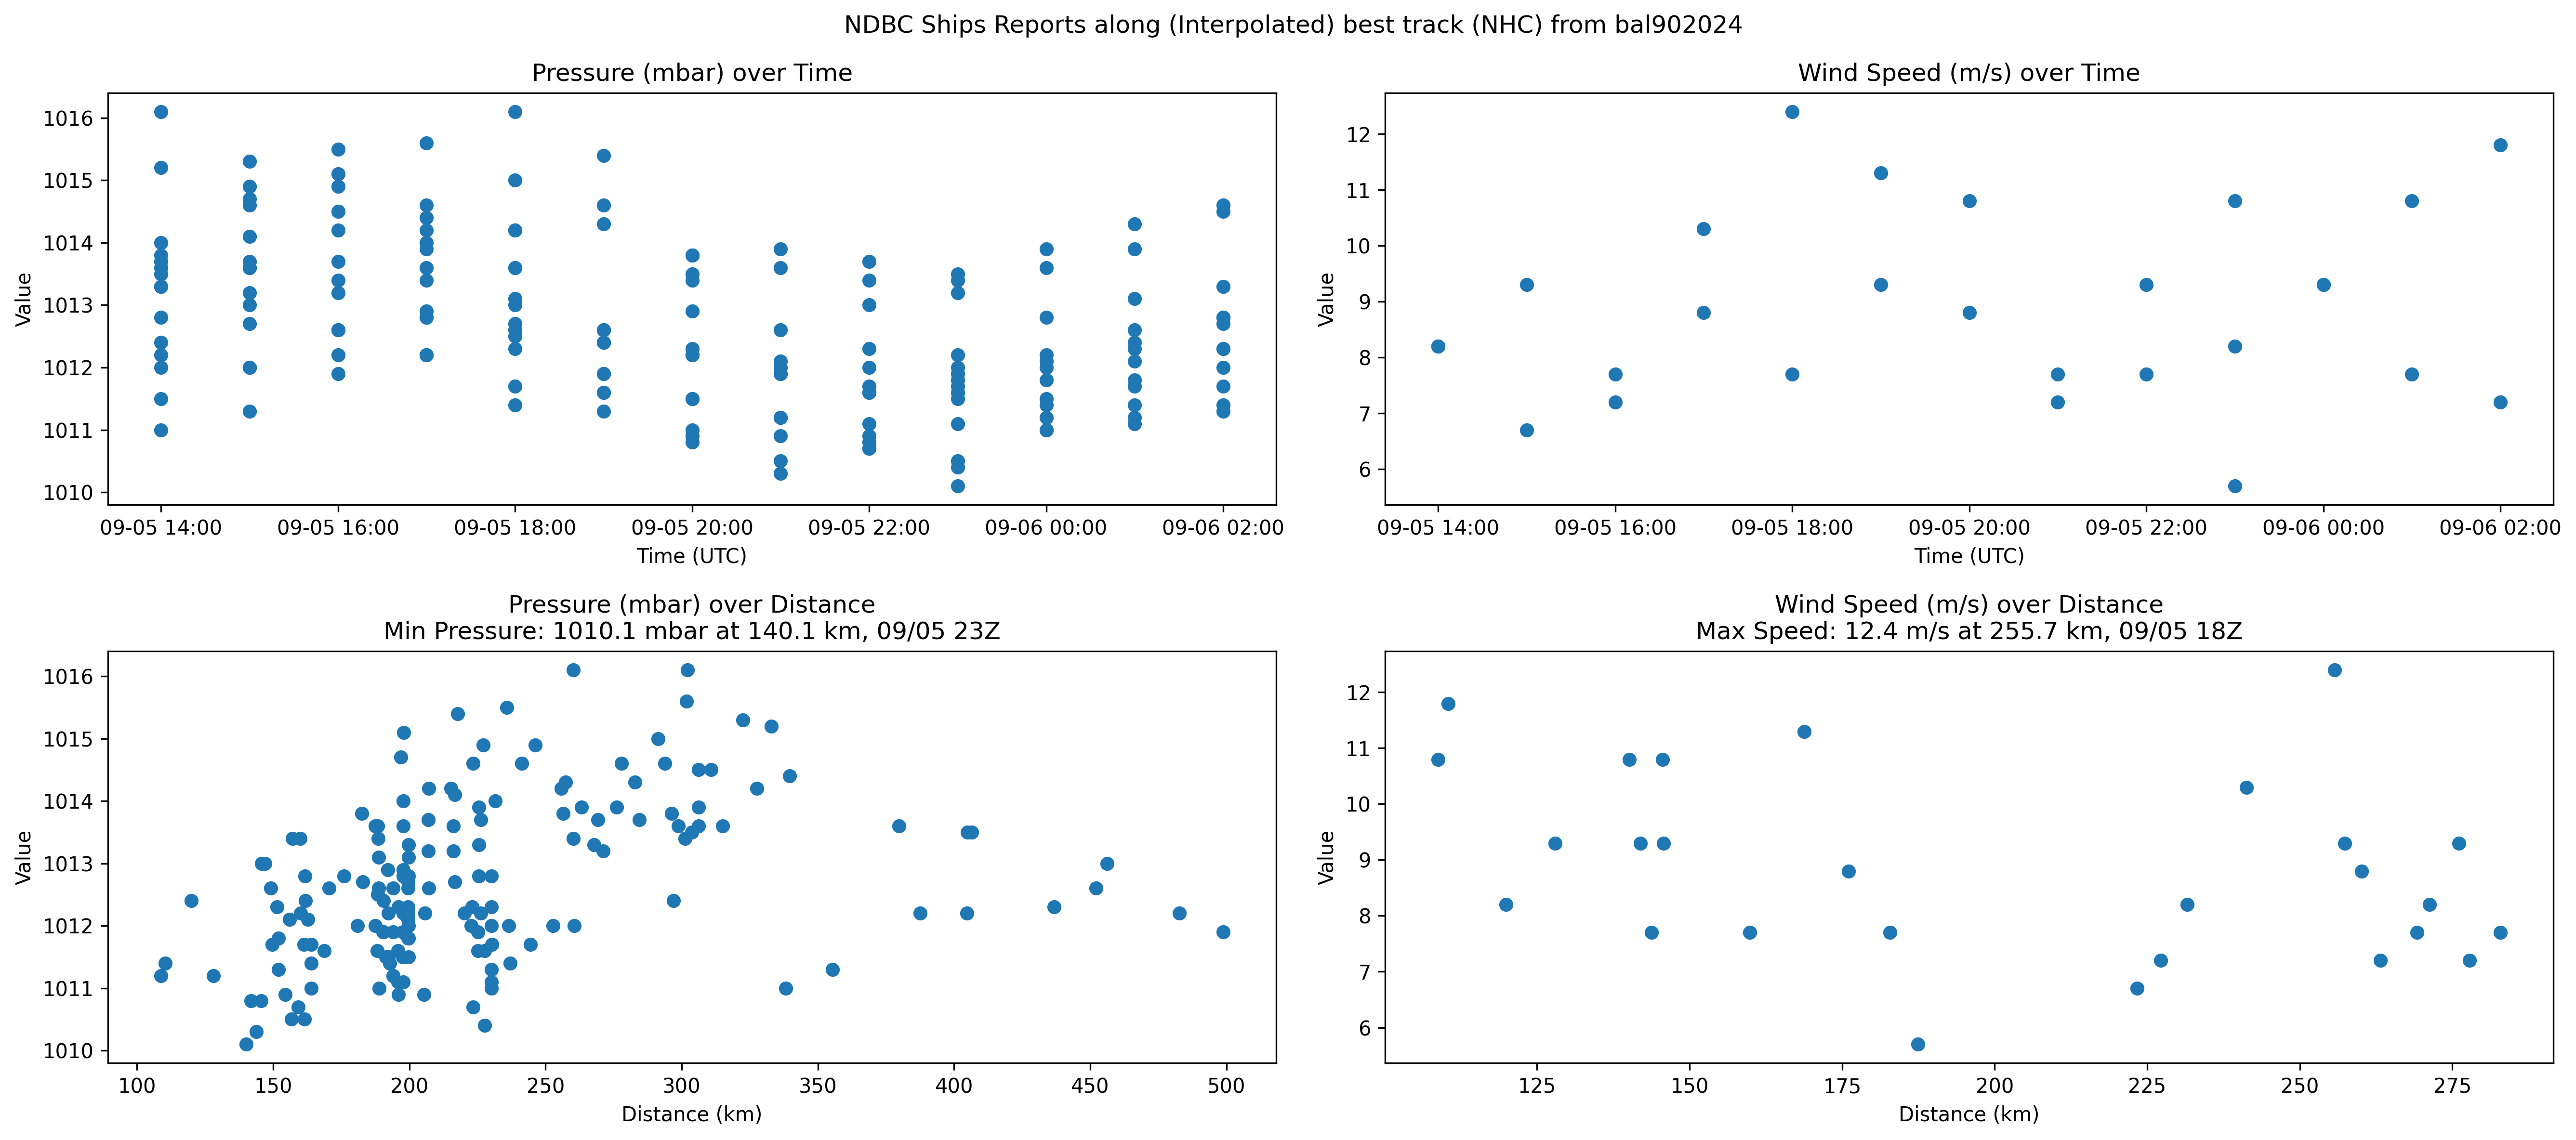 NDBC Ships Reports along (Interpolated) best track (NHC) from bal902024
Pressure (mbar) over Time
Value
1016
1015
1014
1013
1012
1011
1010
09-05 14:00 09-05 16:00 09-05 18:00 09-05 20:00 09-05 22:00 09-06 00:00 09-06 02:00
Time (UTC)
Wind Speed (m/s) over Time
Value
12
11
10
9
8
7
6
09-05 14:00 09-05 16:00 09-05 18:00 09-05 20:00 09-05 22:00 09-06 00:00 09-06 02:00
Time (UTC)
Pressure (mbar) over Distance
Min Pressure: 1010.1 mbar at 140.1 km, 09/05 23Z
Value
1016
1015
1014
1013
1012
1011
1010
100 150 200 250 300 350 400 450 500
Distance (km)
Wind Speed (m/s) over Distance
Max Speed: 12.4 m/s at 255.7 km, 09/05 18Z
Value
12
11
10
9
8
7
6
125 150 175 200 225 250 275
Distance (km)